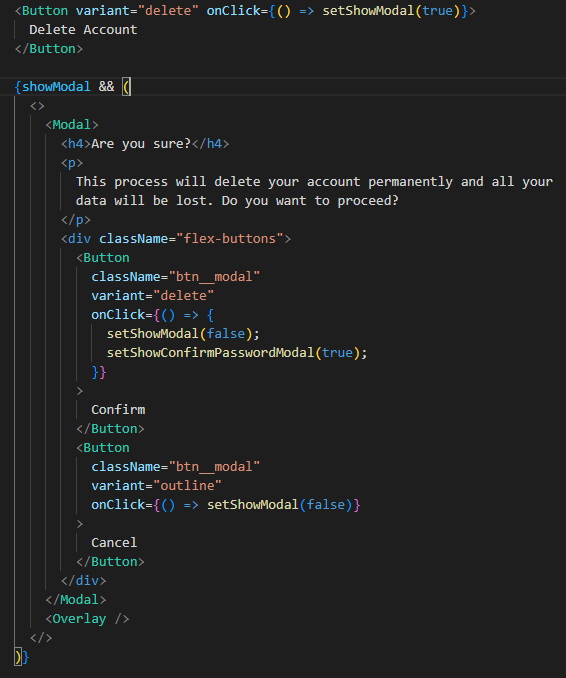 <Button variant="delete" onClick={() => setShowModal(true)}>
  Delete Account
</Button>

{showModal && (
  <>
    <Modal>
      <h4>Are you sure?</h4>
      <p>
        This process will delete your account permanently and all your
        data will be lost. Do you want to proceed?
      </p>
      <div className="flex-buttons">
        <Button
          className="btn__modal"
          variant="delete"
          onClick={() => {
            setShowModal(false);
            setShowConfirmPasswordModal(true);
          }}
        >
          Confirm
        </Button>
        <Button
          className="btn__modal"
          variant="outline"
          onClick={() => setShowModal(false)}
        >
          Cancel
        </Button>
      </div>
    </Modal>
    <Overlay />
  </>
)}